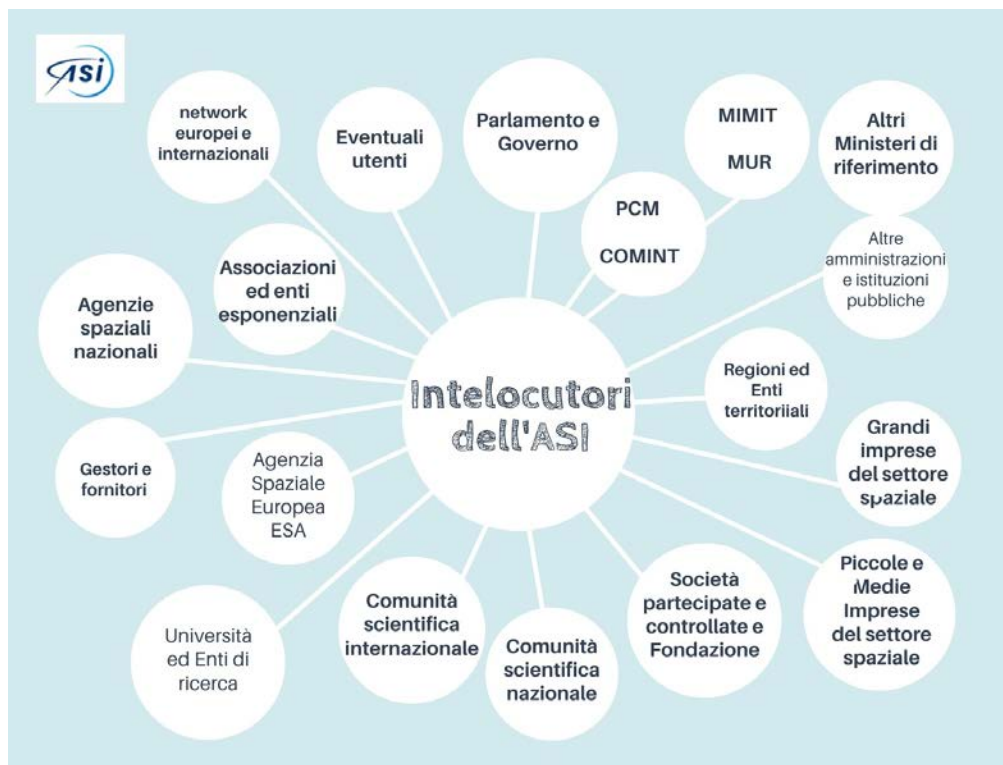 asi
network
europei e
internazionali
Eventuali
utenti
Parlamento e
Governo
MIMIT
MUR
Altri
Ministeri di
riferimento
PCM
COMINT
Altre
amministrazioni
e istituzioni
pubbliche
Associazioni
ed enti
esponenziali
Agenzie
spaziali
nazionali
Intelocutori
dell'ASI
Regioni ed
Enti
territoriiali
Grandi
imprese
del settore
spaziale
Gestori e
fornitori
Agenzia
Spaziale
Europea
ESA
Piccole e
Medie
Imprese
del settore
spaziale
Università
ed Enti di
ricerca
Comunità
scientifica
internazionale
Comunità
scientifica
nazionale
Società
partecipate e
controllate e
Fondazione